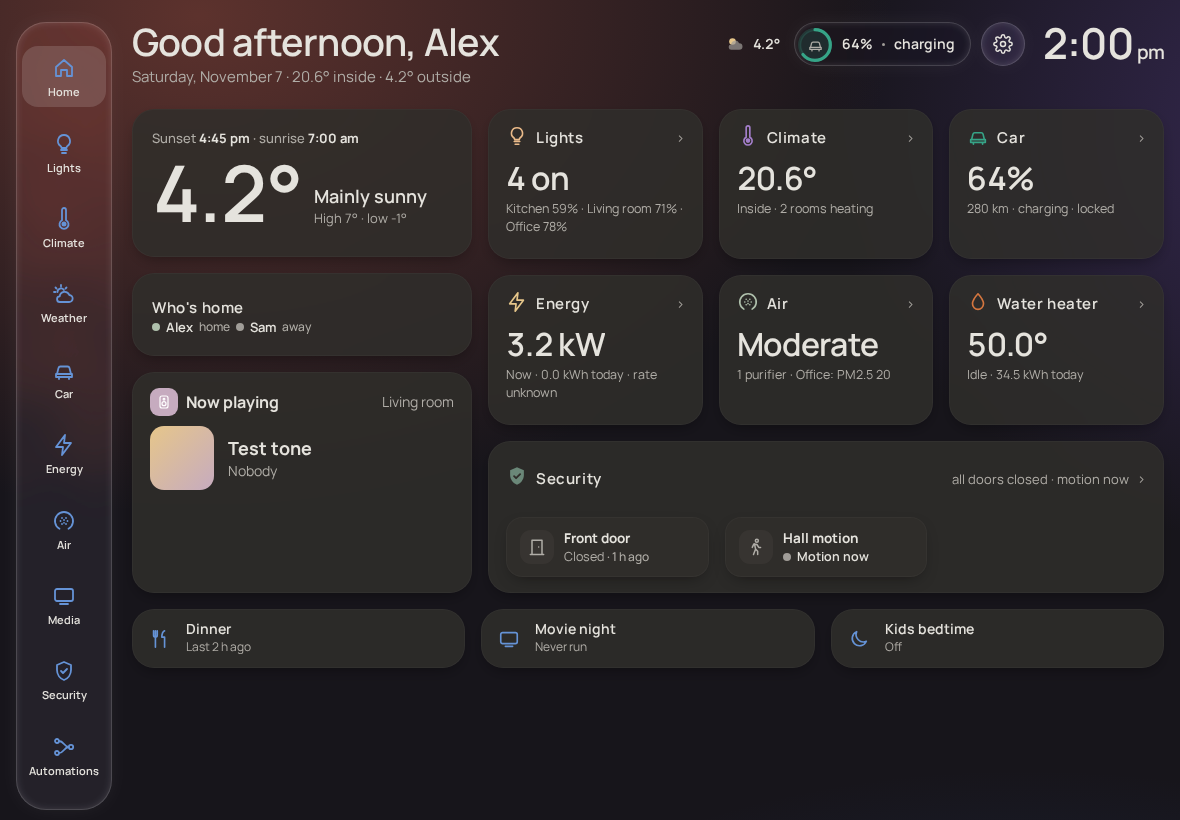 Good afternoon, Alex
Saturday, November 7 · 20.6° inside · 4.2° outside
4.2°
64% • charging
2:00 pm
Home
Lights
Climate
Weather
Car
Energy
Air
Media
Security
Automations
Sunset 4:45 pm · sunrise 7:00 am
4.2°
Mainly sunny
High 7° · low -1°
Who's home
Alex home Sam away
Now playing
Living room
Test tone
Nobody
Lights
4 on
Kitchen 59% · Living room 71% ·
Office 78%
Climate
20.6°
Inside · 2 rooms heating
Car
64%
280 km · charging · locked
Energy
3.2 kW
Now · 0.0 kWh today · rate
unknown
Air
Moderate
1 purifier · Office: PM2.5 20
Water heater
50.0°
Idle · 34.5 kWh today
Security
all doors closed · motion now
Front door
Closed · 1 h ago
Hall motion
Motion now
Dinner
Last 2 h ago
Movie night
Never run
Kids bedtime
Off